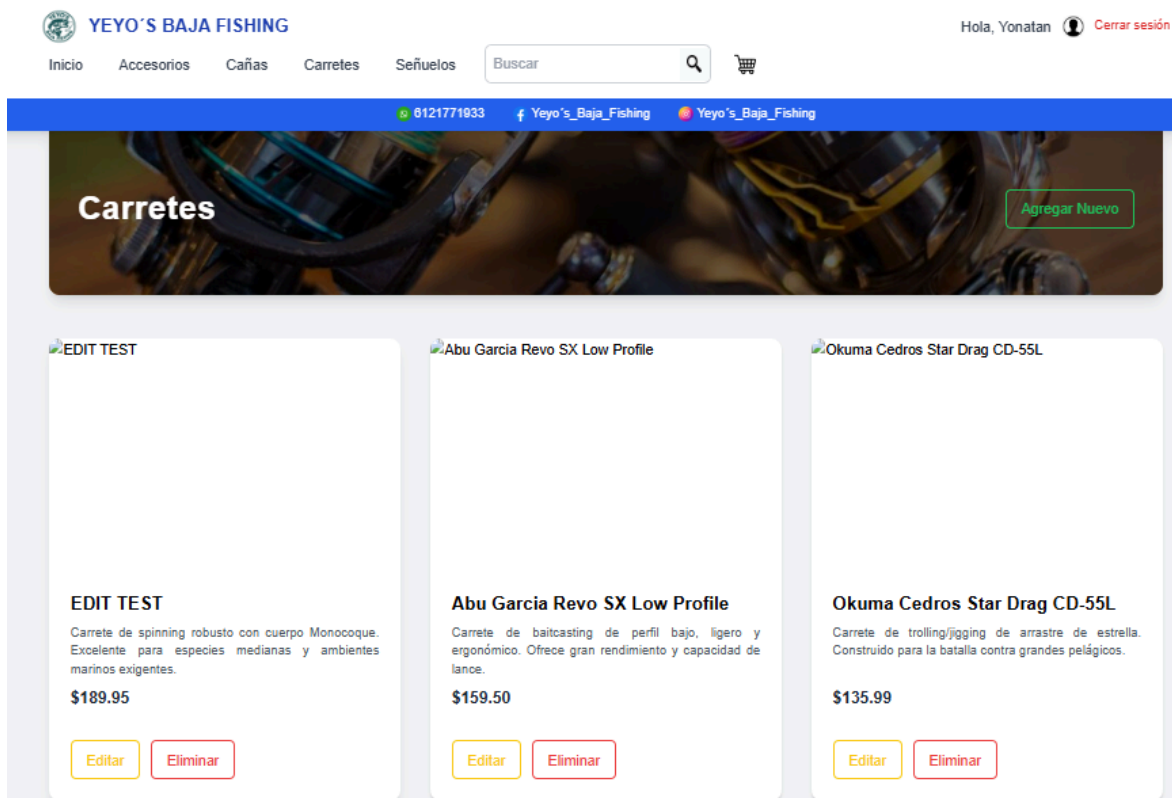 YEYO´S BAJA FISHING
Hola, Yonatan
Cerrar sesión
Inicio
Accesorios
Cañas
Carretes
Señuelos
Buscar
6121771933
Yeyo´s_Baja_Fishing
Yeyo´s_Baja_Fishing
Carretes
Agregar Nuevo
EDIT TEST
Abu Garcia Revo SX Low Profile
Okuma Cedros Star Drag CD-55L
EDIT TEST
Carrete de spinning robusto con cuerpo Monocoque.
Excelente para especies medianas y ambientes
marinos exigentes.
$189.95
Editar
Eliminar
Abu Garcia Revo SX Low Profile
Carrete de baitcasting de perfil bajo, ligero y
ergonómico. Ofrece gran rendimiento y capacidad de
lance.
$159.50
Editar
Eliminar
Okuma Cedros Star Drag CD-55L
Carrete de trolling/jigging de arrastre de estrella.
Construido para la batalla contra grandes pelágicos.
$135.99
Editar
Eliminar